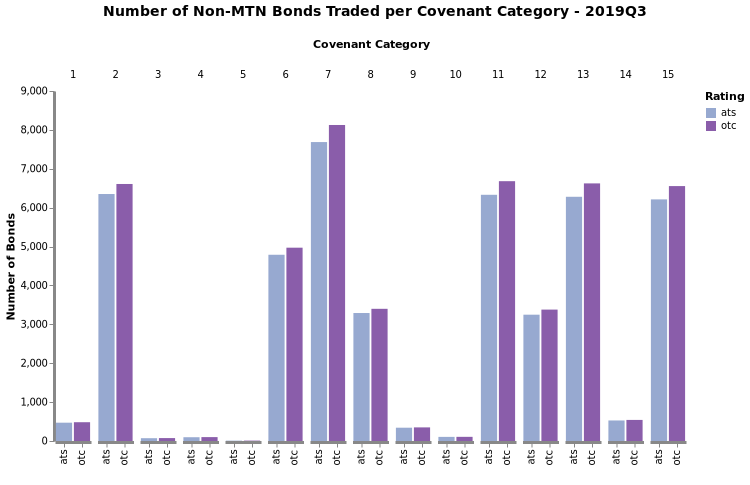 Number of Non-MTN Bonds Traded per Covenant Category - 2019Q3
Covenant Category
1 2 3 4 5 6 7 8 9 10 11 12 13 14 15
Number of Bonds
9,000
8,000
7,000
6,000
5,000
4,000
3,000
2,000
1,000
0
ats otc ats otc ats otc ats otc ats otc ats otc ats otc ats otc ats otc ats otc ats otc ats otc ats otc ats otc ats otc
Rating
ats
otc